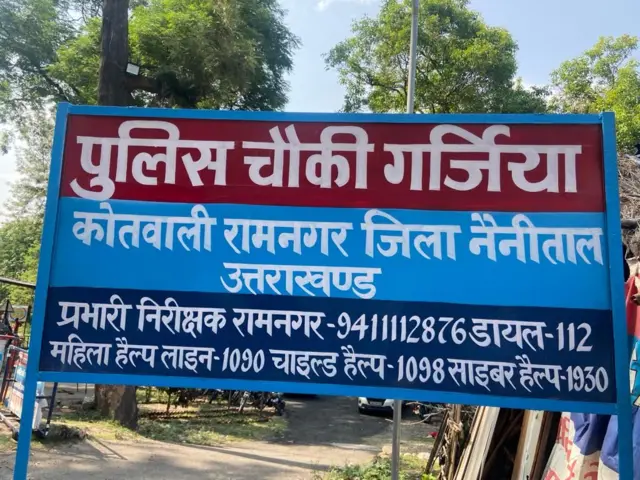 पुलिस चौकी गर्जिया
कोतवाली रामनगर जिला नैनीताल
उत्तराखण्ड
प्रभारी निरीक्षक रामनगर-9411112876 डायल-112
महिला हैल्प लाइन-1090 चाइल्ड हैल्प-1098 साइबर हैल्प-1930